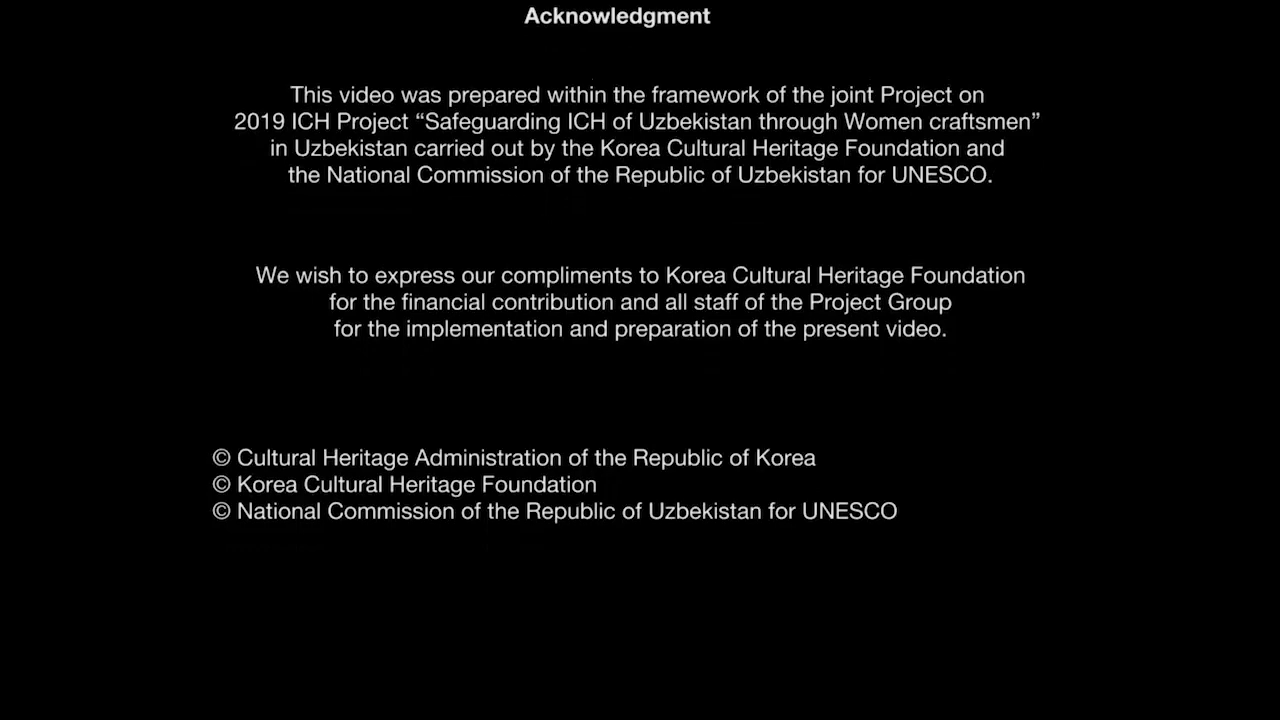 Acknowledgment
This video was prepared within the framework of the joint Project on
2019 ICH Project “Safeguarding ICH of Uzbekistan through Women craftsmen”
in Uzbekistan carried out by the Korea Cultural Heritage Foundation and
the National Commission of the Republic of Uzbekistan for UNESCO.
We wish to express our compliments to Korea Cultural Heritage Foundation
for the financial contribution and all staff of the Project Group
for the implementation and preparation of the present video.
© Cultural Heritage Administration of the Republic of Korea
© Korea Cultural Heritage Foundation
© National Commission of the Republic of Uzbekistan for UNESCO